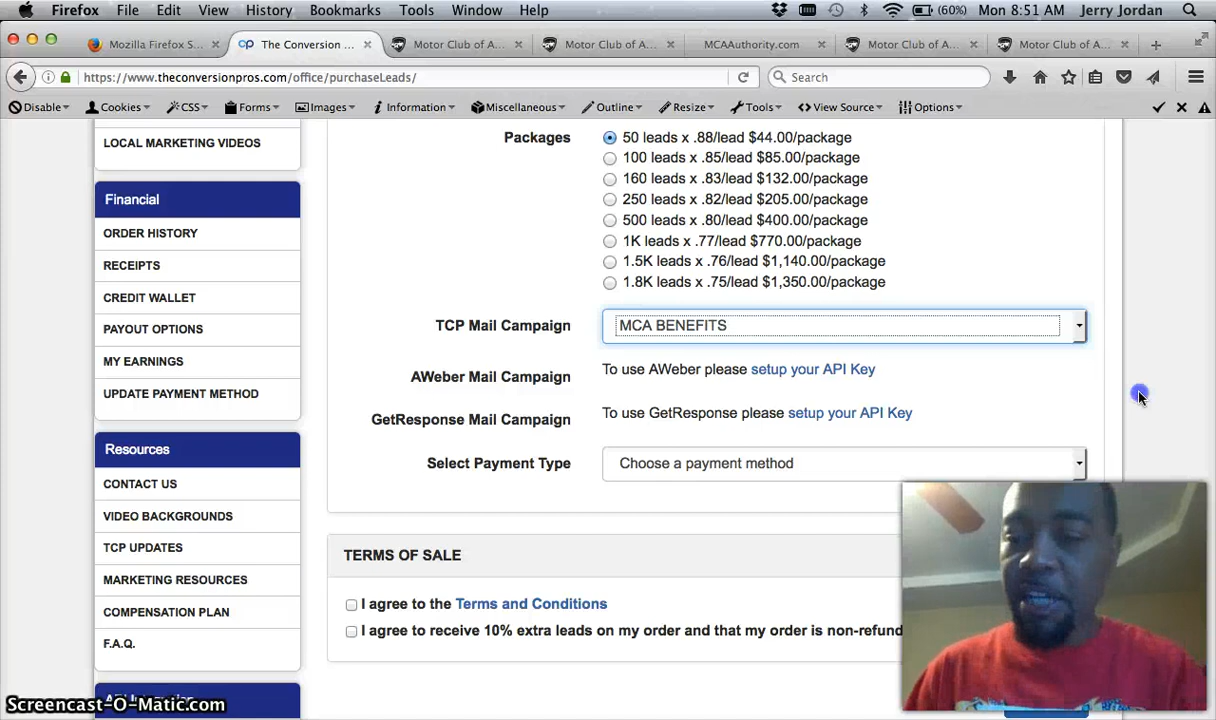 Firefox File Edit View History Bookmarks Tools Window Help (60%) Mon 8:51 AM Jerry Jordan
Mozilla Firefox S... The Conversion ... Motor Club of A... Motor Club of A... MCAAuthority.com Motor Club of A... Motor Club of A...
https://www.theconversionpros.com/office/purchaseLeads/ Search
Disable Cookies CSS Forms Images Information Miscellaneous Outline Resize Tools View Source Options
LOCAL MARKETING VIDEOS
Financial
ORDER HISTORY
RECEIPTS
CREDIT WALLET
PAYOUT OPTIONS
MY EARNINGS
UPDATE PAYMENT METHOD
Resources
CONTACT US
VIDEO BACKGROUNDS
TCP UPDATES
MARKETING RESOURCES
COMPENSATION PLAN
F.A.Q.
Packages
50 leads x .88/lead $44.00/package
100 leads x .85/lead $85.00/package
160 leads x .83/lead $132.00/package
250 leads x .82/lead $205.00/package
500 leads x .80/lead $400.00/package
1K leads x .77/lead $770.00/package
1.5K leads x .76/lead $1,140.00/package
1.8K leads x .75/lead $1,350.00/package
TCP Mail Campaign MCA BENEFITS
AWeber Mail Campaign To use AWeber please setup your API Key
GetResponse Mail Campaign To use GetResponse please setup your API Key
Select Payment Type Choose a payment method
TERMS OF SALE
I agree to the Terms and Conditions
I agree to receive 10% extra leads on my order and that my order is non-refund
Screencast-O-Matic.com